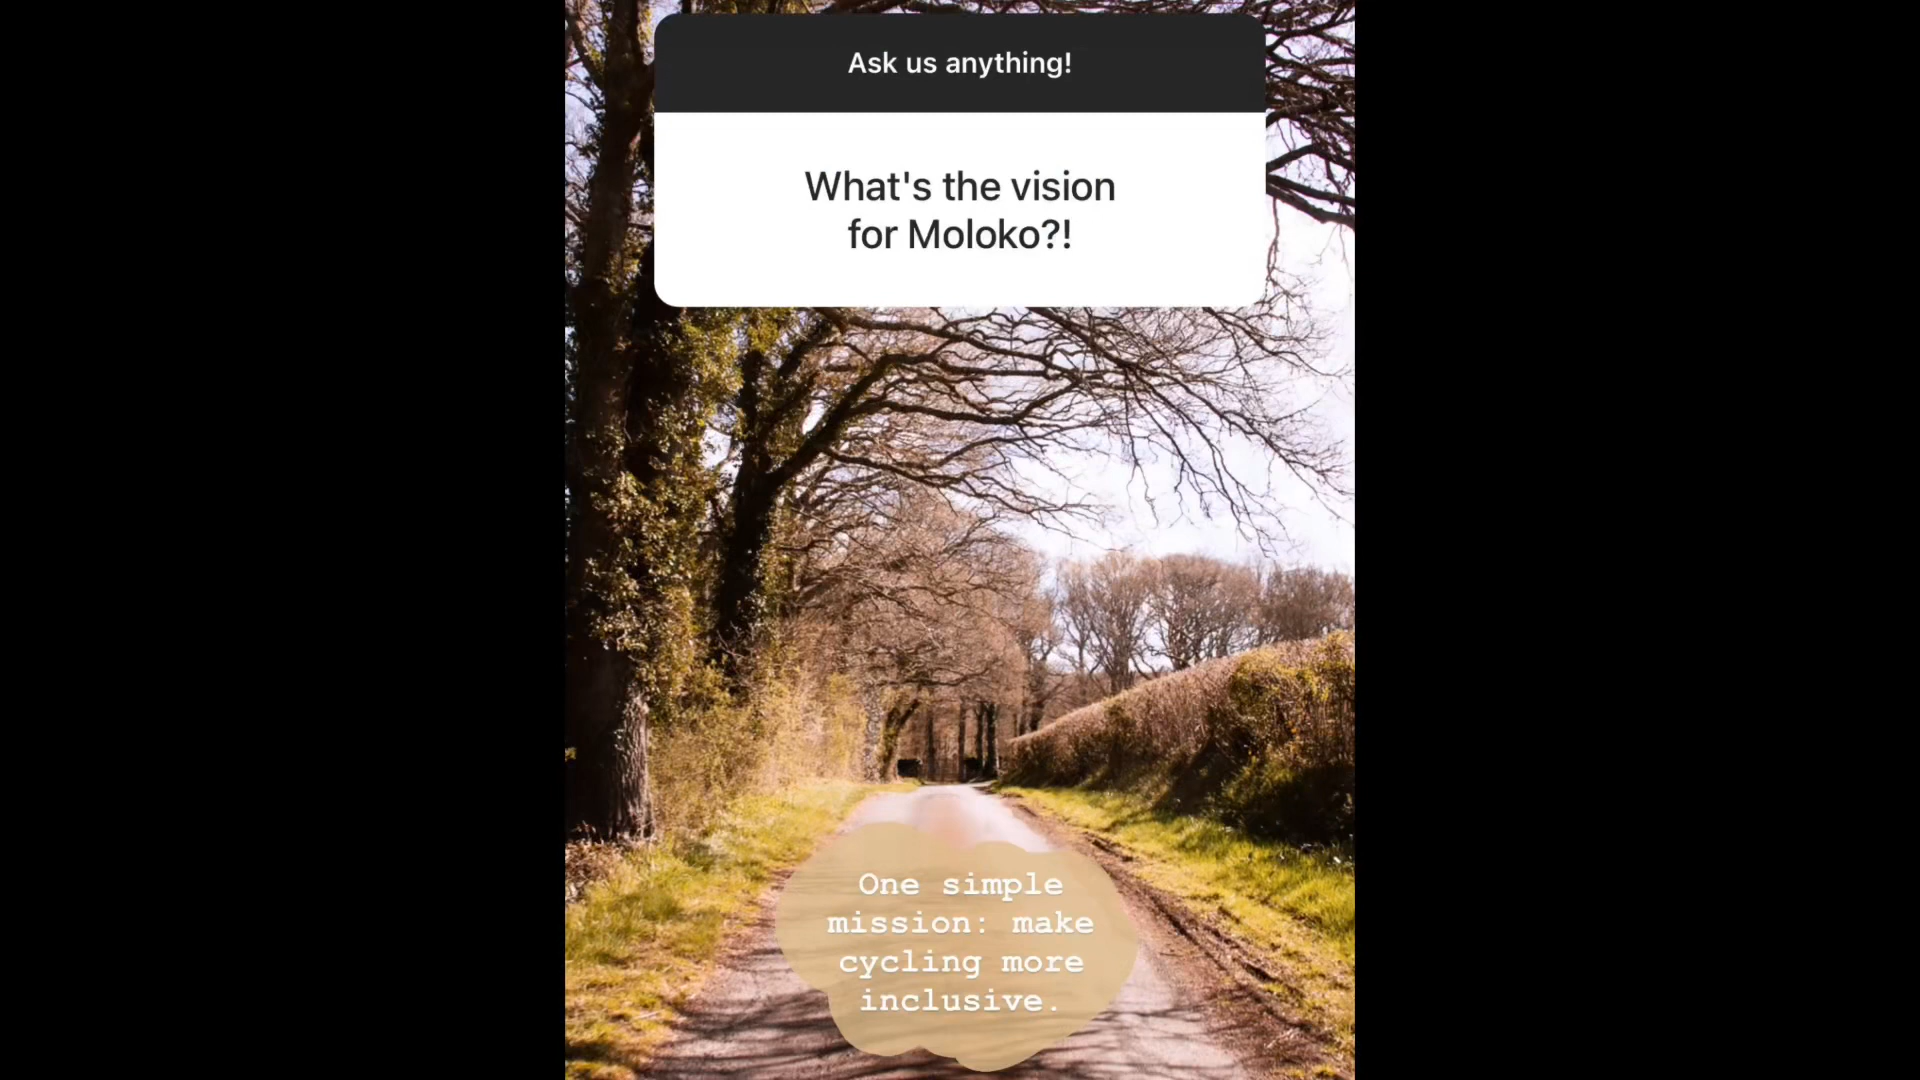 Ask us anything!
What's the vision
for Moloko?!
One simple
mission: make
cycling more
inclusive.